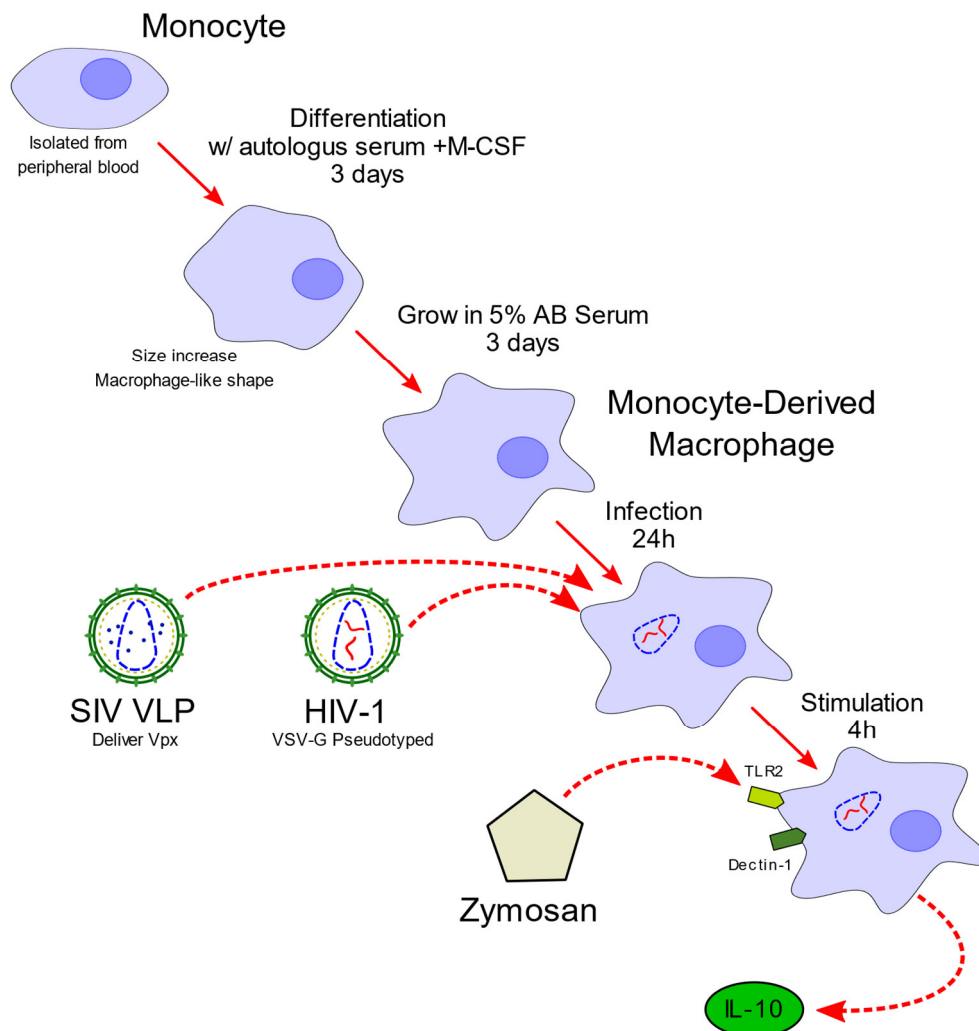 Monocyte
Isolated from
peripheral blood
Differentiation
w/ autologus serum +M-CSF
3 days
Grow in 5% AB Serum
3 days
Size increase
Macrophage-like shape
Monocyte-Derived
Macrophage
Infection
24h
SIV VLP
Deliver Vpx
HIV-1
VSV-G Pseudotyped
Stimulation
4h
TLR2
Dectin-1
Zymosan
IL-10